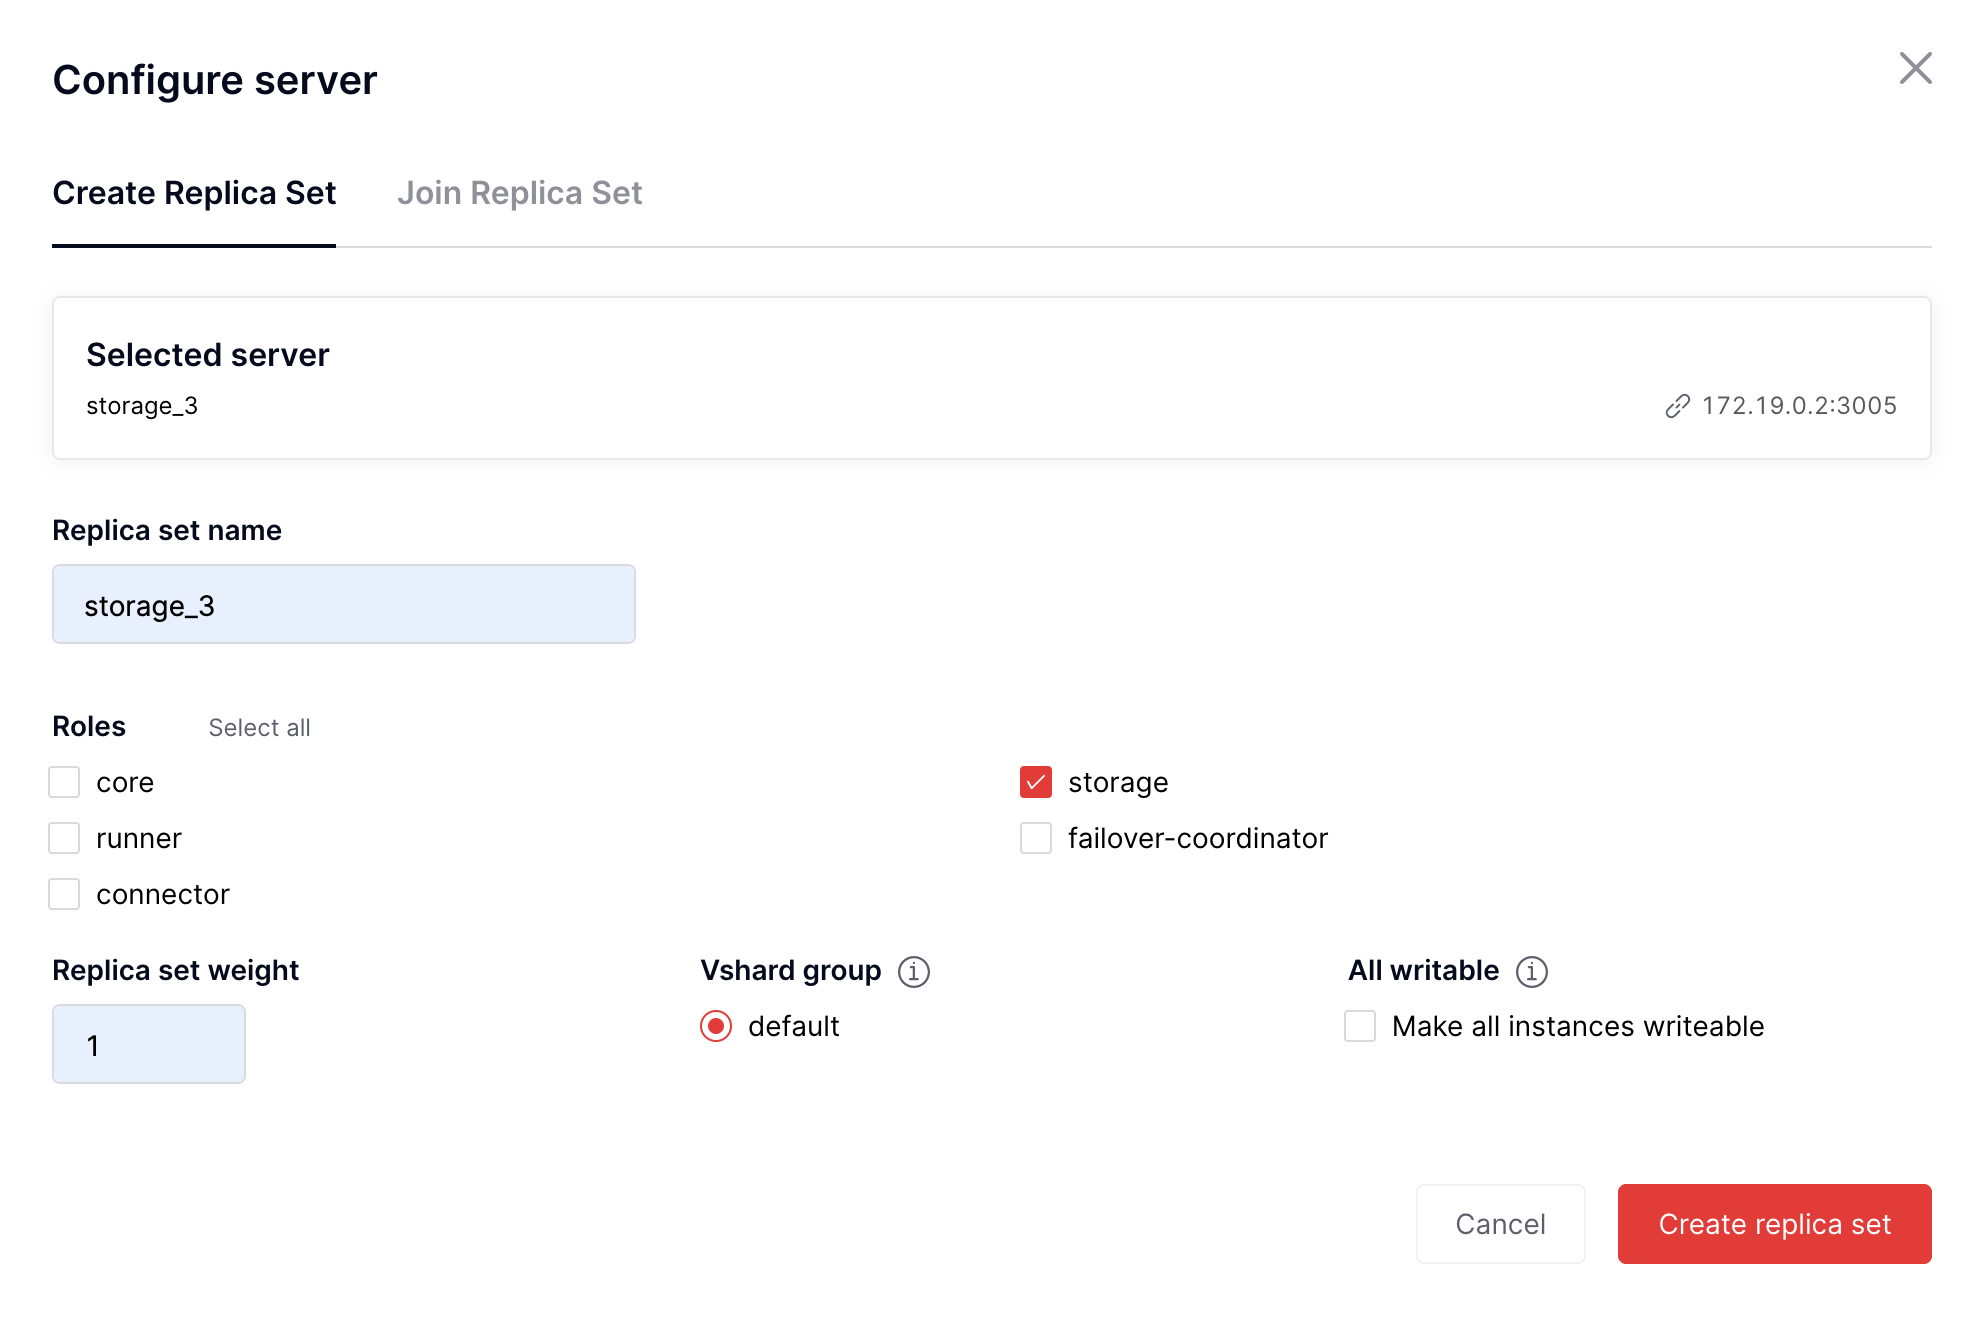 Configure server
Create Replica Set Join Replica Set
Selected server
storage_3 172.19.0.2:3005
Replica set name
storage_3
Roles Select all
core storage
runner failover-coordinator
connector
Replica set weight Vshard group All writable
1 default Make all instances writeable
Cancel Create replica set